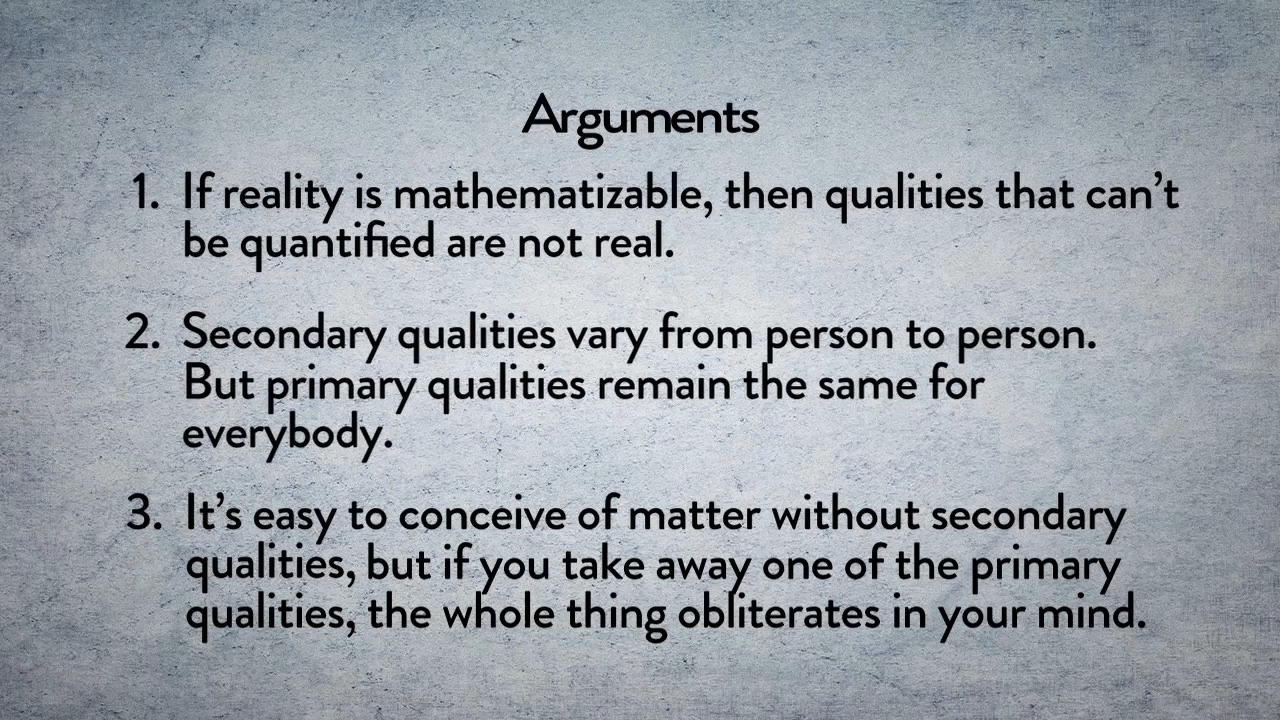 Arguments
1. If reality is mathematizable, then qualities that can't
be quantified are not real.
2. Secondary qualities vary from person to person.
But primary qualities remain the same for
everybody.
3. It's easy to conceive of matter without secondary
qualities, but if you take away one of the primary
qualities, the whole thing obliterates in your mind.